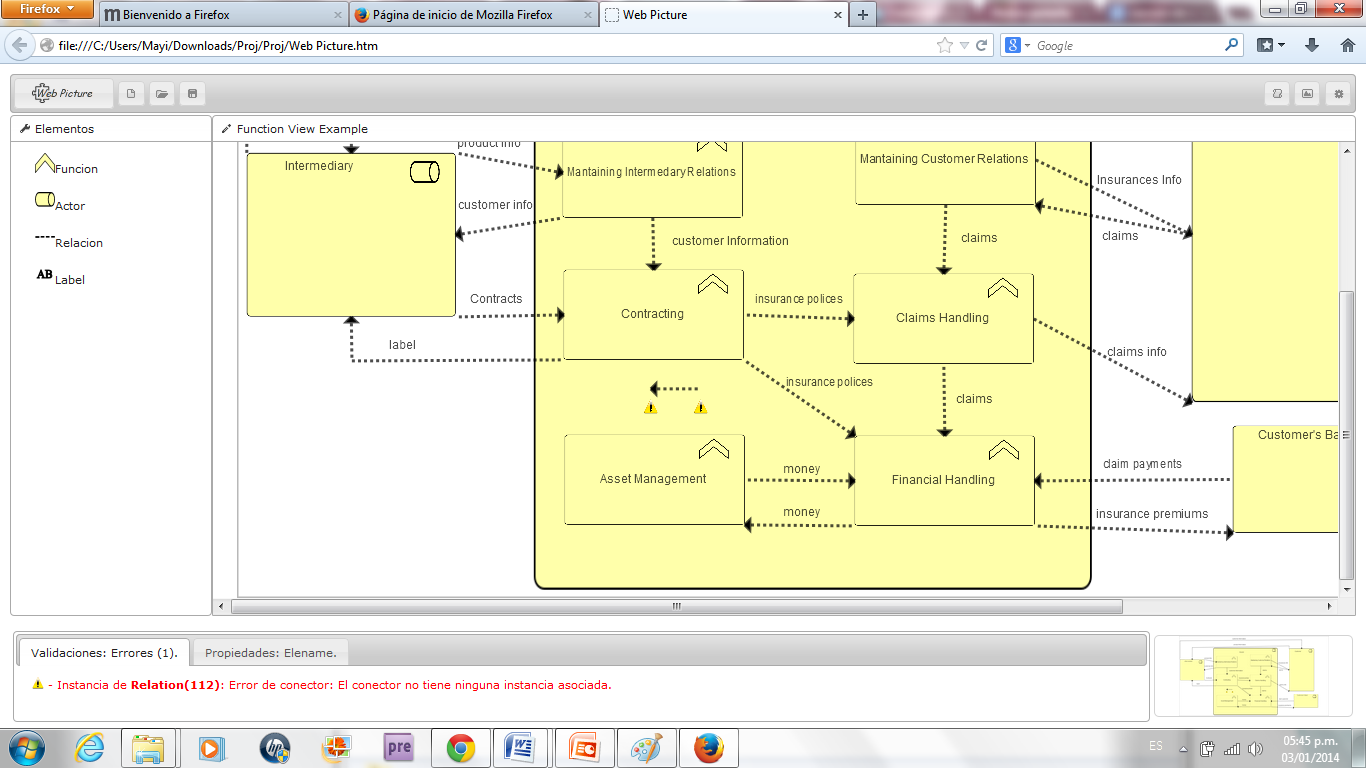 Firefox
Bienvenido a Firefox
Página de inicio de Mozilla Firefox
Web Picture
file:///C:/Users/Mayi/Downloads/Proj/Proj/Web Picture.htm
Google
Web Picture
Elementos
Function View Example
Funcion
Actor
Relacion
AB Label
product info
Intermediary
Mantaining Intermedary Relations
Mantaining Customer Relations
Insurances Info
customer info
claims
customer Information
claims
Contracts
Contracting
insurance polices
Claims Handling
label
claims info
insurance polices
claims
Customer's Ba
Asset Management
money
Financial Handling
claim payments
money
insurance premiums
Validaciones: Errores (1).
Propiedades: Elename.
- Instancia de Relation(112): Error de conector: El conector no tiene ninguna instancia asociada.
hp
pre
ES
05:45 p.m.
03/01/2014